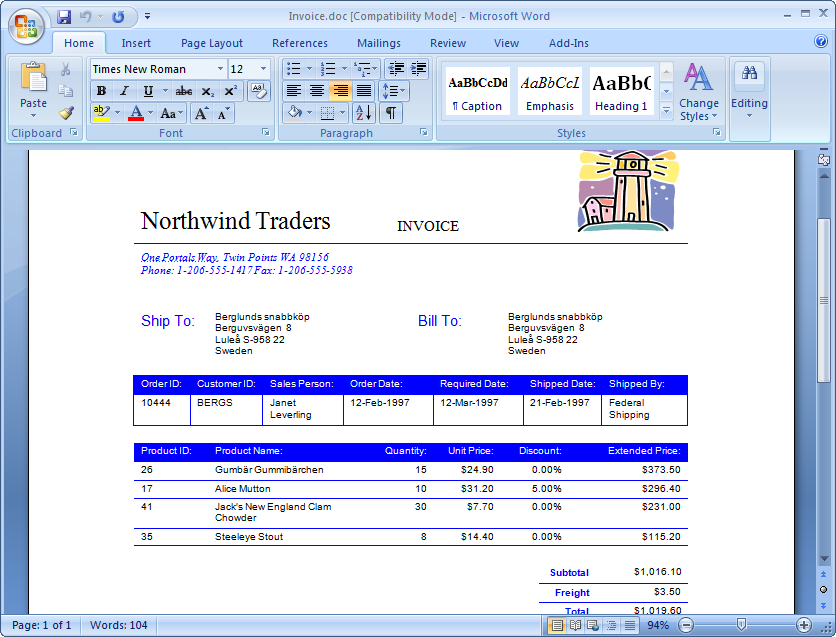 Invoice.doc [Compatibility Mode] - Microsoft Word
Home Insert Page Layout References Mailings Review View Add-Ins
Paste
Clipboard
Times New Roman 12
B I U abc x₂ x²
ab A Aa A A
Font
Paragraph
AaBbCcDd AaBbCcI AaBbC
¶ Caption Emphasis Heading 1
Change Styles
Styles
Editing
Northwind Traders INVOICE
One Portals Way, Twin Points WA 98156
Phone: 1-206-555-1417 Fax: 1-206-555-5938
Ship To: Berglunds snabbköp
Berguvsvägen 8
Luleå S-958 22
Sweden
Bill To: Berglunds snabbköp
Berguvsvägen 8
Luleå S-958 22
Sweden
Order ID: Customer ID: Sales Person: Order Date: Required Date: Shipped Date: Shipped By:
10444 BERGS Janet Leverling 12-Feb-1997 12-Mar-1997 21-Feb-1997 Federal Shipping
Product ID: Product Name: Quantity: Unit Price: Discount: Extended Price:
26 Gumbär Gummibärchen 15 $24.90 0.00% $373.50
17 Alice Mutton 10 $31.20 5.00% $296.40
41 Jack's New England Clam Chowder 30 $7.70 0.00% $231.00
35 Steeleye Stout 8 $14.40 0.00% $115.20
Subtotal $1,016.10
Freight $3.50
Total $1,019.60
Page: 1 of 1 Words: 104 94%